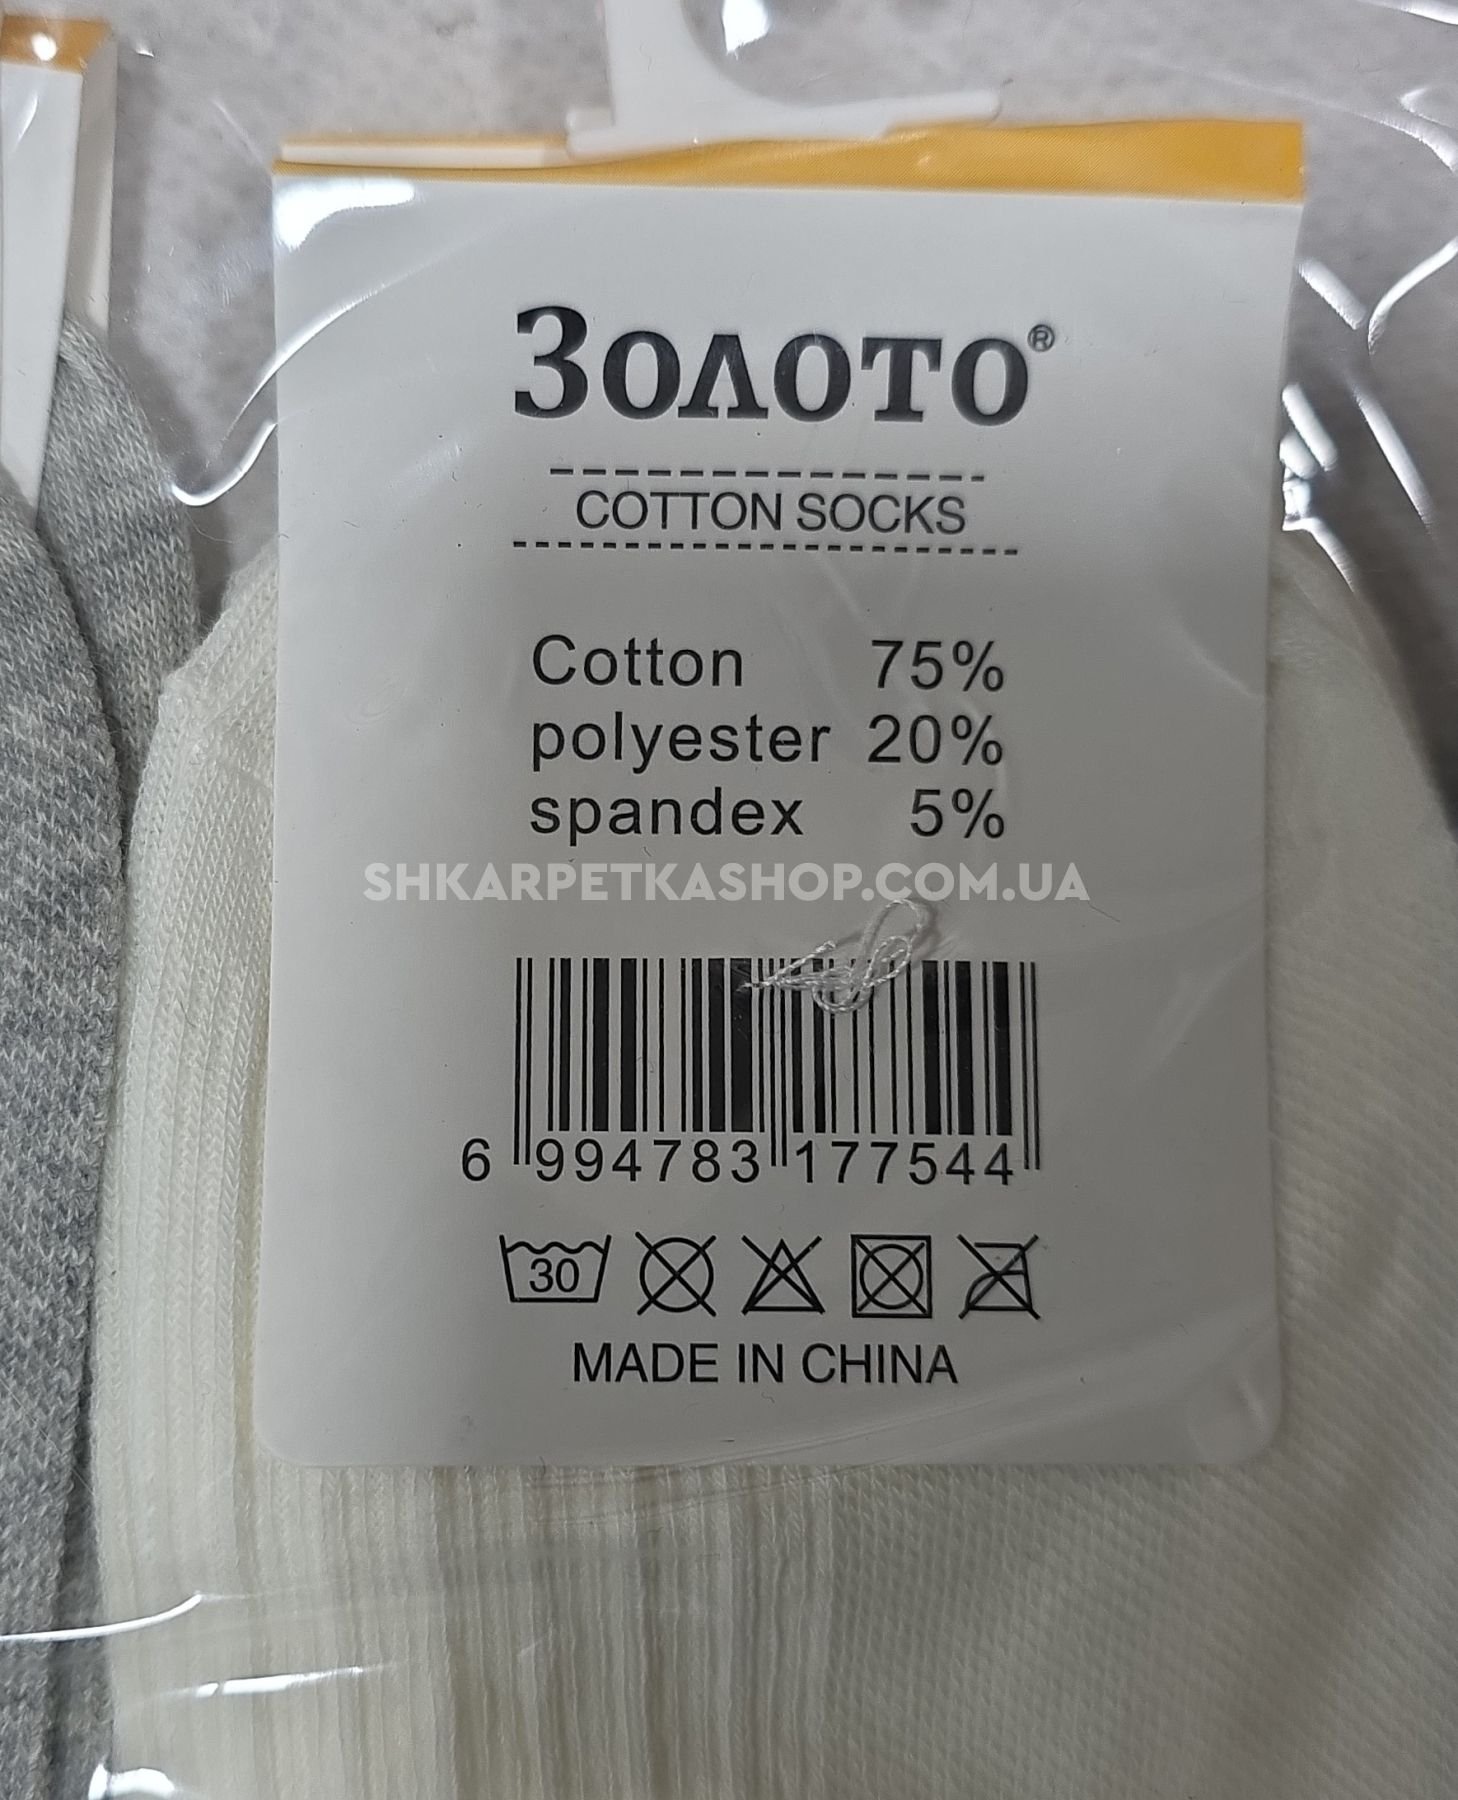 Золото®
COTTON SOCKS
Cotton 75%
polyester 20%
spandex 5%
SHKARPETKASHOP.COM.UA
6 994783 177544
30
MADE IN CHINA